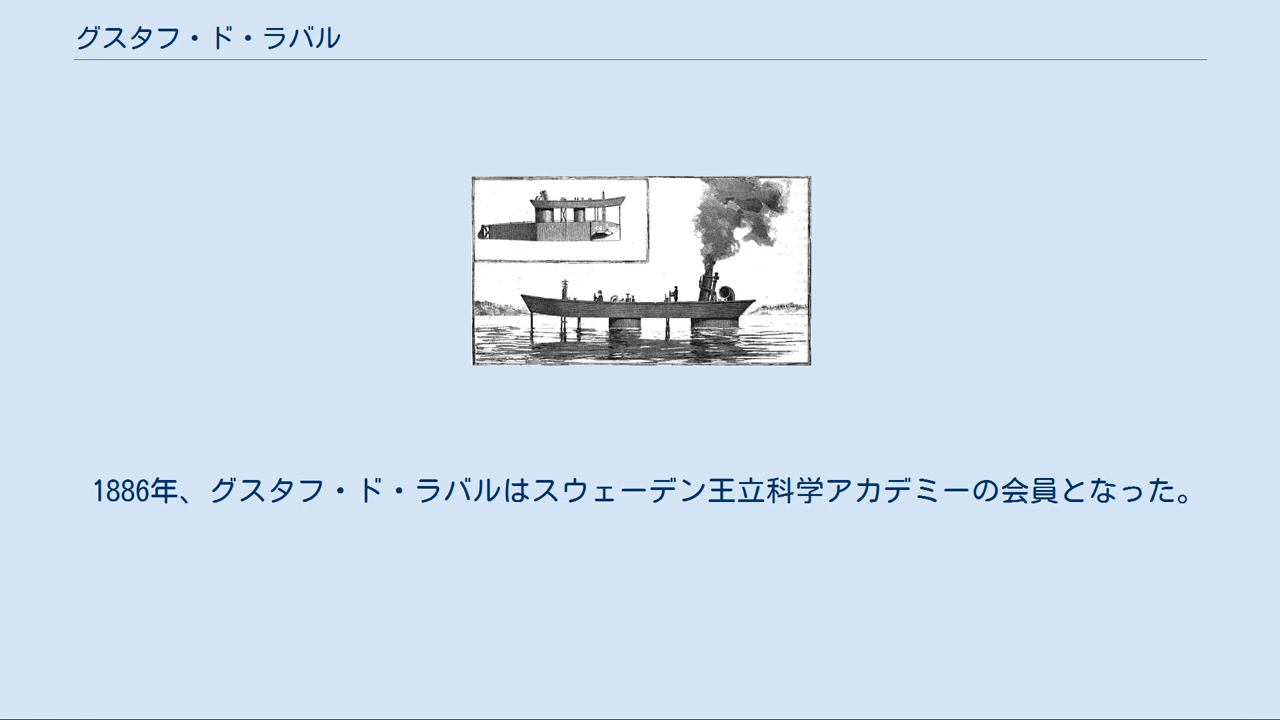 グスタフ・ド・ラバル
1886年、グスタフ・ド・ラバルはスウェーデン王立科学アカデミーの会員となった。